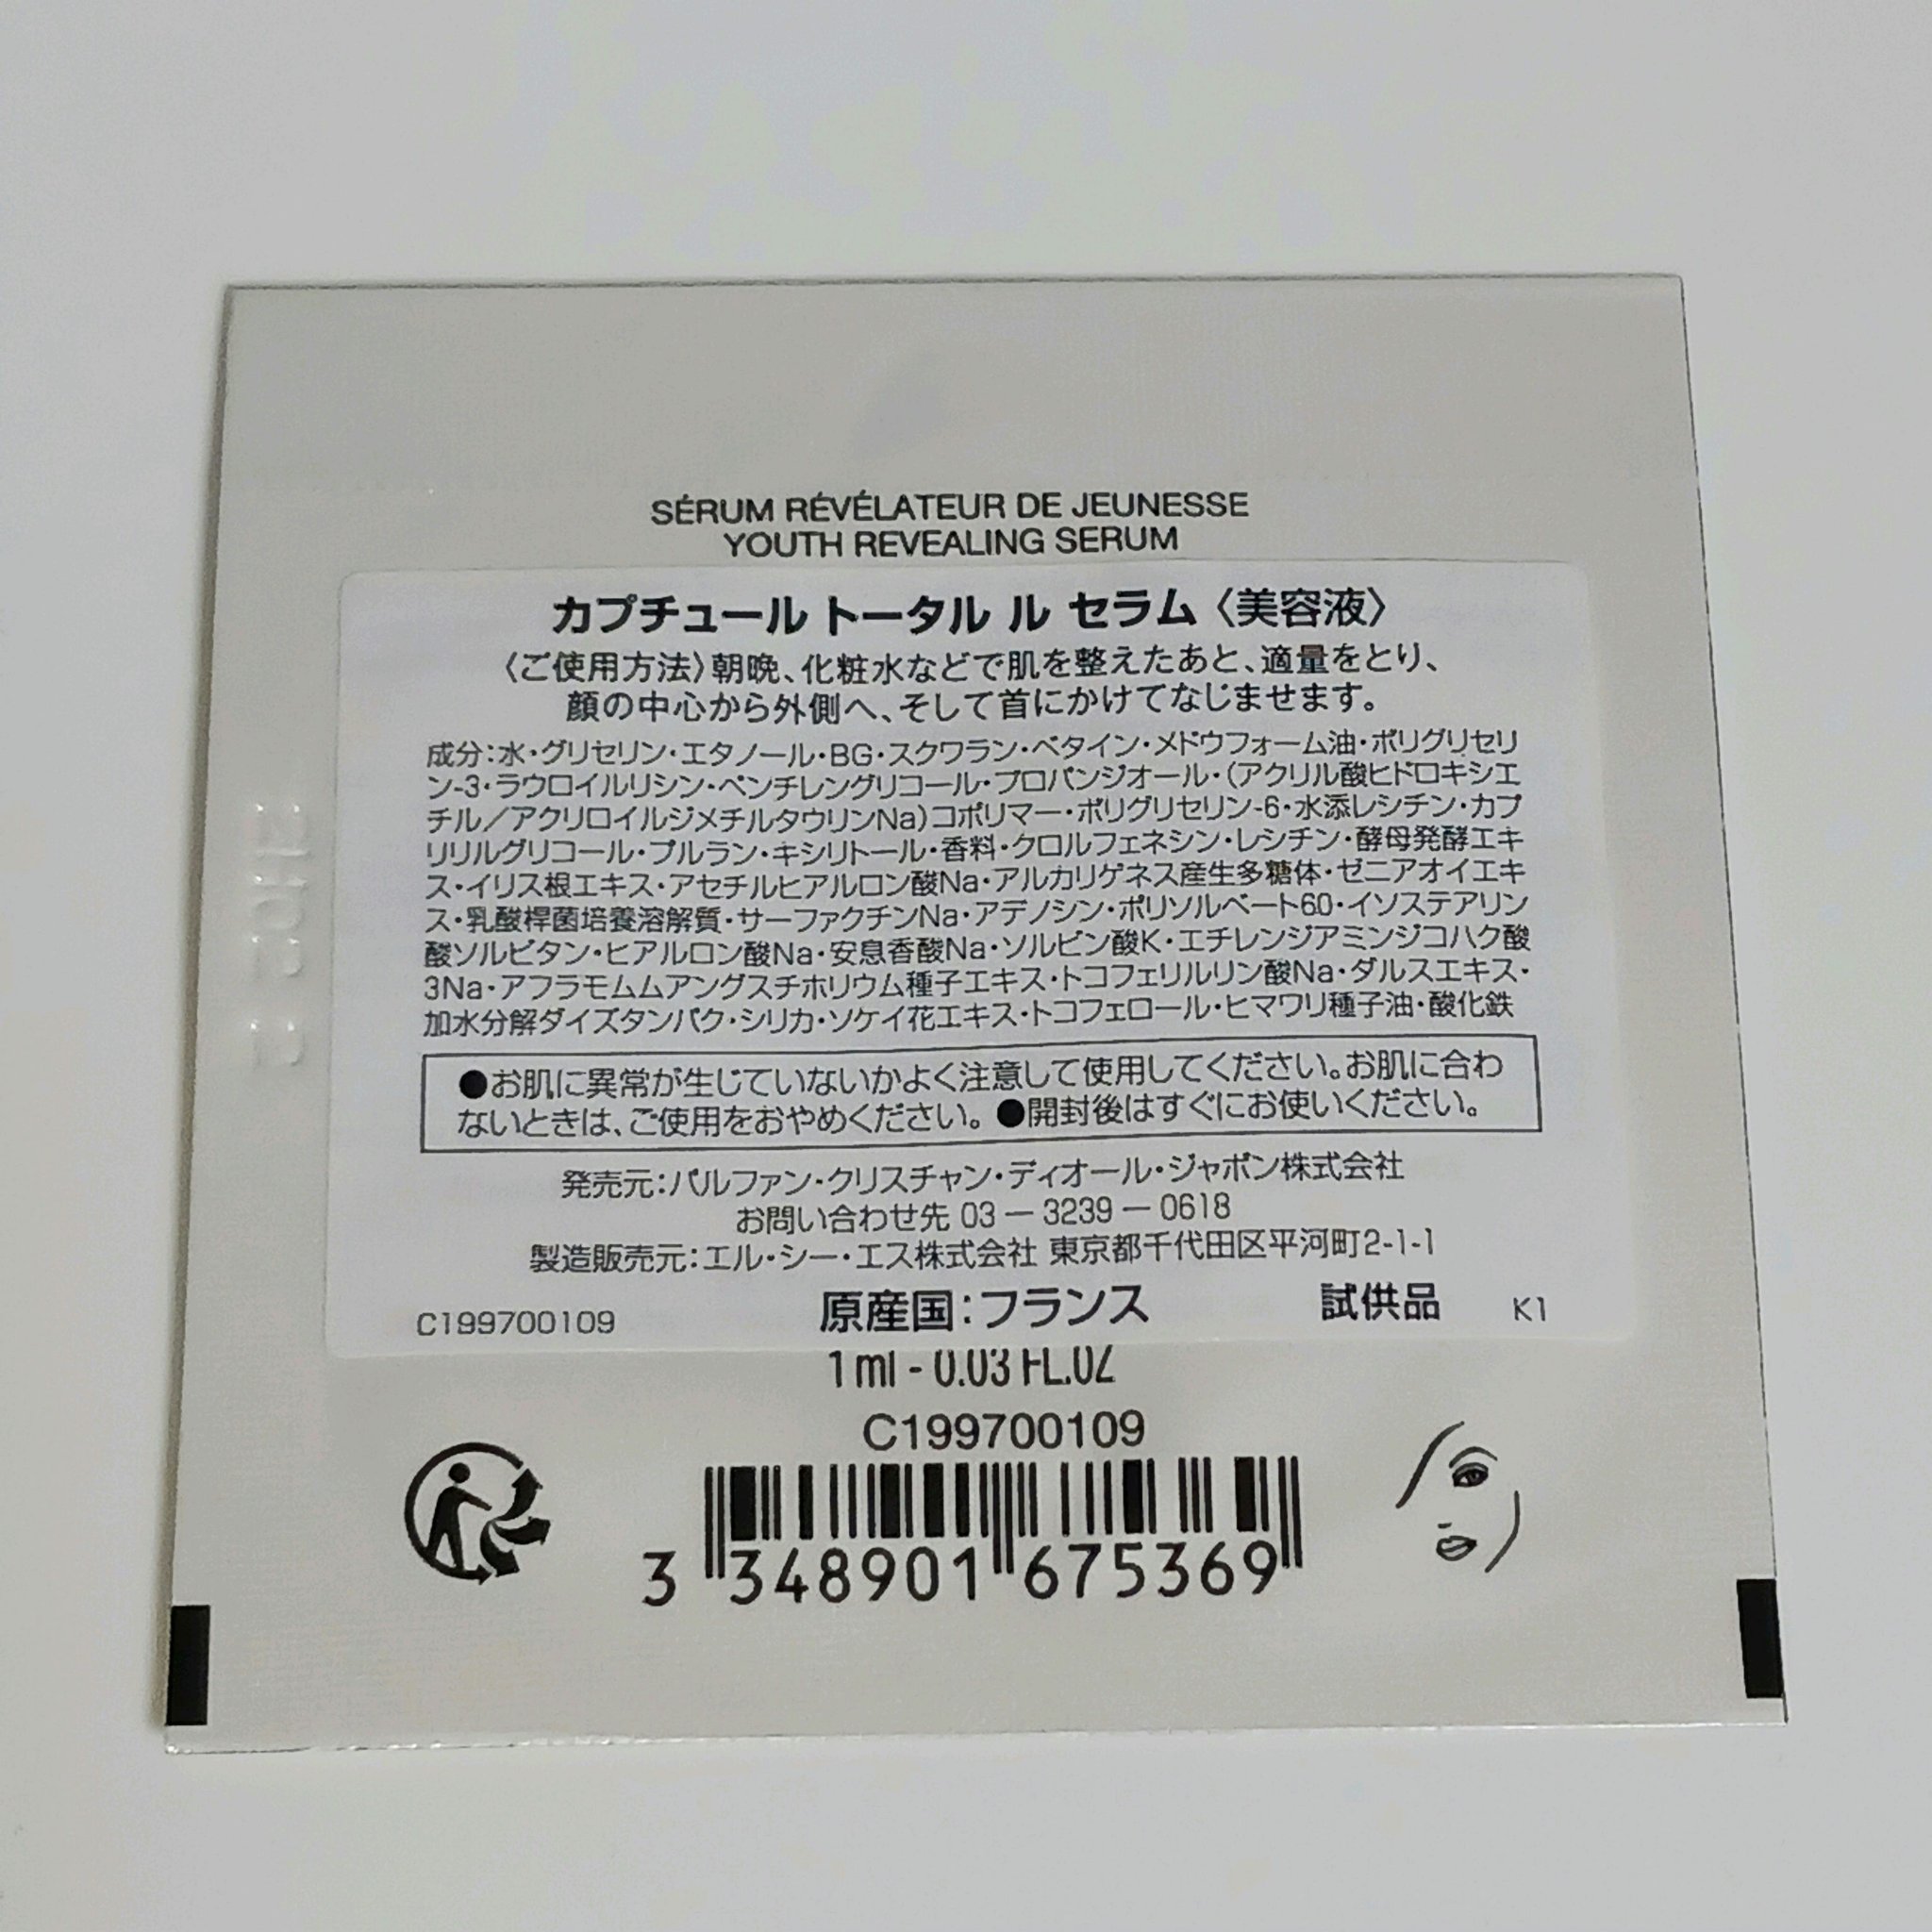 SÉRUM RÉVÉLATEUR DE JEUNESSE
YOUTH REVEALING SERUM
カプチュール トータル ル セラム〈美容液〉
〈ご使用方法〉朝晩、化粧水などで肌を整えたあと、適量をとり、
顔の中心から外側へ、そして首にかけてなじませます。
成分：水・グリセリン・エタノール・BG・スクワラン・ベタイン・メドウフォーム油・ポリグリセリ
ン-3・ラウロイルリシン・ペンチレングリコール・プロパンジオール・（アクリル酸ヒドロキシエ
チル／アクリロイルジメチルタウリンNa）コポリマー・ポリグリセリン-6・水添レシチン・カプ
リリルグリコール・プルラン・キシリトール・香料・クロルフェネシン・レシチン・酵母発酵エキ
ス・イリス根エキス・アセチルヒアルロン酸Na・アルカリゲネス産生多糖体・ゼニアオイエキ
ス・乳酸桿菌培養溶解質・サーファクチンNa・アデノシン・ポリソルベート60・イソステアリン
酸ソルビタン・ヒアルロン酸Na・安息香酸Na・ソルビン酸K・エチレンジアミンジコハク酸
3Na・アフラモムムアングスチホリウム種子エキス・トコフェリルリン酸Na・ダルスエキス・
加水分解ダイズタンパク・シリカ・ソケイ花エキス・トコフェロール・ヒマワリ種子油・酸化鉄
●お肌に異常が生じていないかよく注意して使用してください。お肌に合わ
ないときは、ご使用をおやめください。●開封後はすぐにお使いください。
発売元：パルファン・クリスチャン・ディオール・ジャポン株式会社
お問い合わせ先 03 − 3239 − 0618
製造販売元：エル・シー・エス株式会社 東京都千代田区平河町2-1-1
C199700109 原産国：フランス 試供品 K1
1 ml - 0.03 FL.OZ
C199700109
3 348901 675369